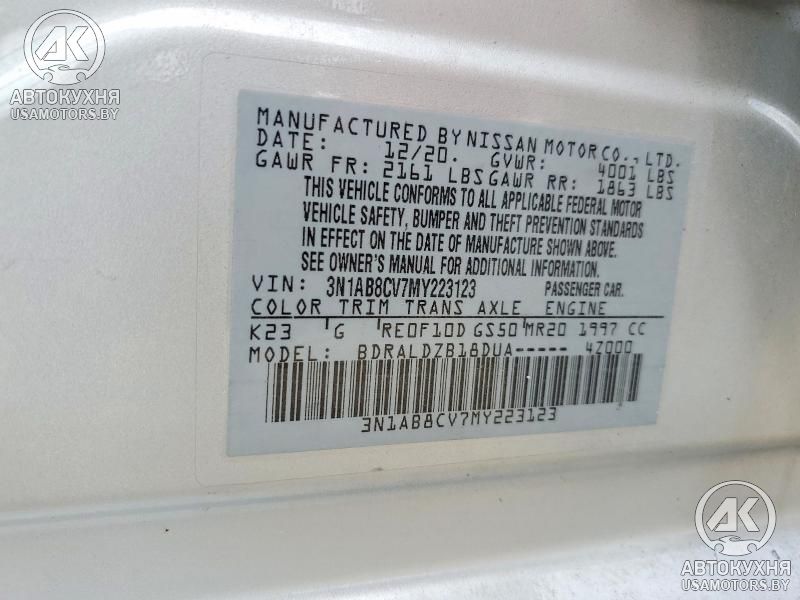 АК
АВТОКУХНЯ
USAMOTORS.BY
MANUFACTURED BY NISSAN MOTOR CO., LTD.
DATE: 12/20. GVWR: 4001 LBS
GAWR FR: 2161 LBS GAWR RR: 1863 LBS
THIS VEHICLE CONFORMS TO ALL APPLICABLE FEDERAL MOTOR
VEHICLE SAFETY, BUMPER AND THEFT PREVENTION STANDARDS
IN EFFECT ON THE DATE OF MANUFACTURE SHOWN ABOVE.
SEE OWNER'S MANUAL FOR ADDITIONAL INFORMATION.
VIN: 3N1AB8CV7MY223123 PASSENGER CAR.
COLOR TRIM TRANS AXLE ENGINE
K23 G RE0F10D GS50 MR20 1997 CC
MODEL: BDRALDZB18DUA----- 4Z000
3N1AB8CV7MY223123
АК
АВТОКУХНЯ
USAMOTORS.BY